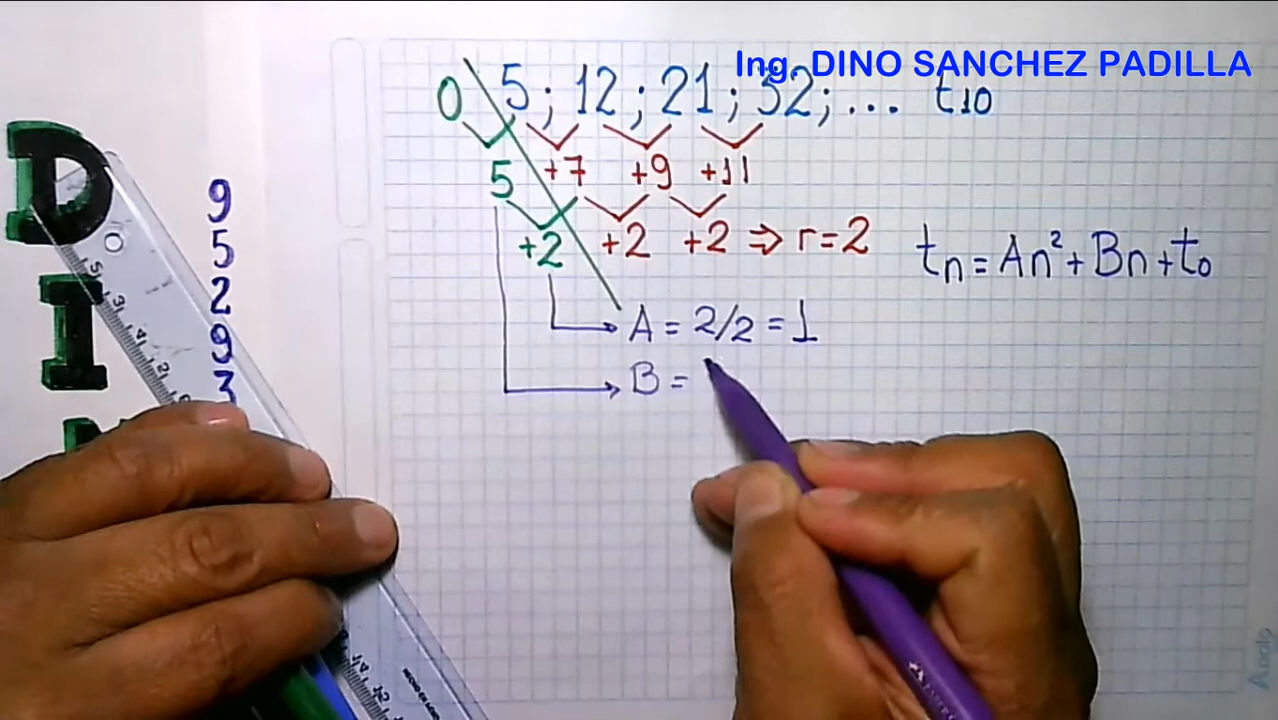 Ing. DINO SANCHEZ PADILLA
0 5 ; 12 ; 21 ; 32 ; ... t10
5 +7 +9 +11
+2 +2 +2 ⇒ r = 2
tn = An² + Bn + t0
A = 2/2 = 1
B =
D
I
9
5
2
9
3